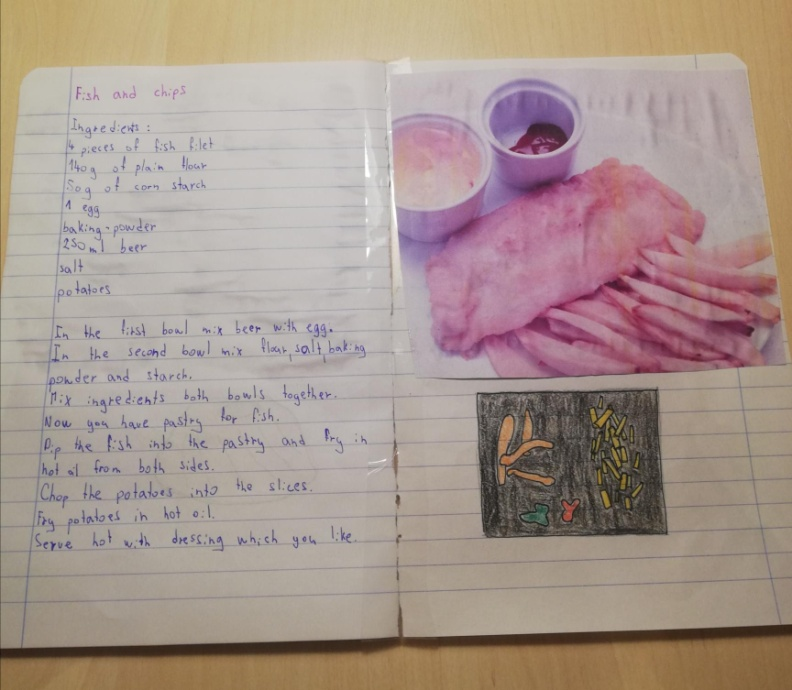 Fish and chips
Ingredients:
4 pieces of fish filet
140g of plain flour
50g of corn starch
1 egg
baking-powder
250 ml beer
salt
potatoes
In the first bowl mix beer with egg.
In the second bowl mix flour, salt, baking
powder and starch.
Mix ingredients both bowls together.
Now you have pastry for fish.
Dip the fish into the pastry and fry in
hot oil from both sides.
Chop the potatoes into the slices.
Fry potatoes in hot oil.
Serve hot with dressing which you like.